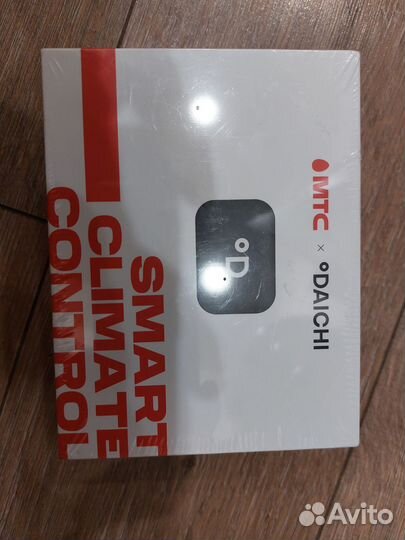 МТС × °DAICHI
°D
SMART
CLIMATE
CONTROL
Avito